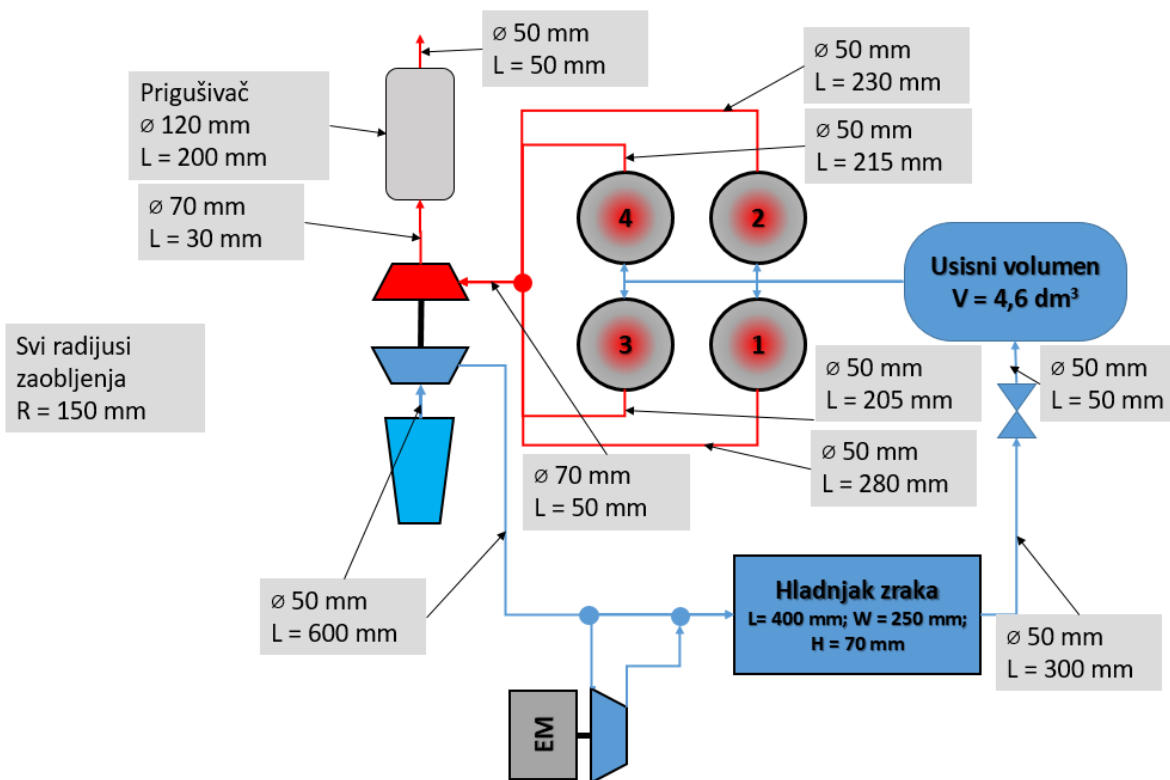 ∅ 50 mm
L = 50 mm
∅ 50 mm
L = 230 mm
Prigušivač
∅ 120 mm
L = 200 mm
∅ 50 mm
L = 215 mm
∅ 70 mm
L = 30 mm
4
2
Usisni volumen
V = 4,6 dm³
Svi radijusi
zaobljenja
R = 150 mm
3
1
∅ 50 mm
L = 205 mm
∅ 50 mm
L = 50 mm
∅ 70 mm
L = 50 mm
∅ 50 mm
L = 280 mm
∅ 50 mm
L = 600 mm
Hladnjak zraka
L= 400 mm; W = 250 mm;
H = 70 mm
∅ 50 mm
L = 300 mm
EM